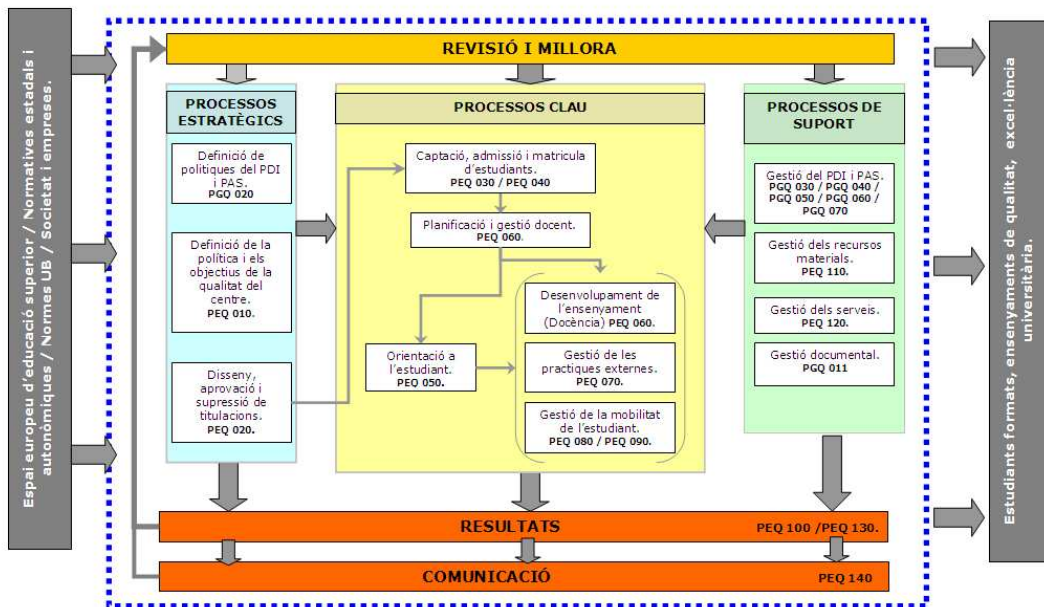 Espai europeu d'educació superior / Normatives estadals i
autonòmiques / Normes UB / Societat i empreses.
REVISIÓ I MILLORA
PROCESSOS
ESTRATÈGICS
Definició de
politiques del PDI
i PAS.
PGQ 020
Definició de la
política i els
objectius de la
qualitat del
centre.
PEQ 010.
Disseny,
aprovació i
supressió de
titulacions.
PEQ 020.
PROCESSOS CLAU
Captació, admissió i matricula
d'estudiants.
PEQ 030 / PEQ 040
Planificació i gestió docent.
PEQ 060.
Orientació a
l'estudiant.
PEQ 050.
Desenvolupament de
l'ensenyament
(Docència) PEQ 060.
Gestió de les
practiques externes.
PEQ 070.
Gestió de la mobilitat
de l'estudiant.
PEQ 080 / PEQ 090.
PROCESSOS DE
SUPORT
Gestió del PDI i PAS.
PGQ 030 / PGQ 040 /
PGQ 050 / PGQ 060 /
PGQ 070
Gestió dels recursos
materials.
PEQ 110.
Gestió dels serveis.
PEQ 120.
Gestió documental.
PGQ 011
RESULTATS
PEQ 100 /PEQ 130.
COMUNICACIÓ
PEQ 140
Estudiants formats, ensenyaments de qualitat, excel·lència
universitària.